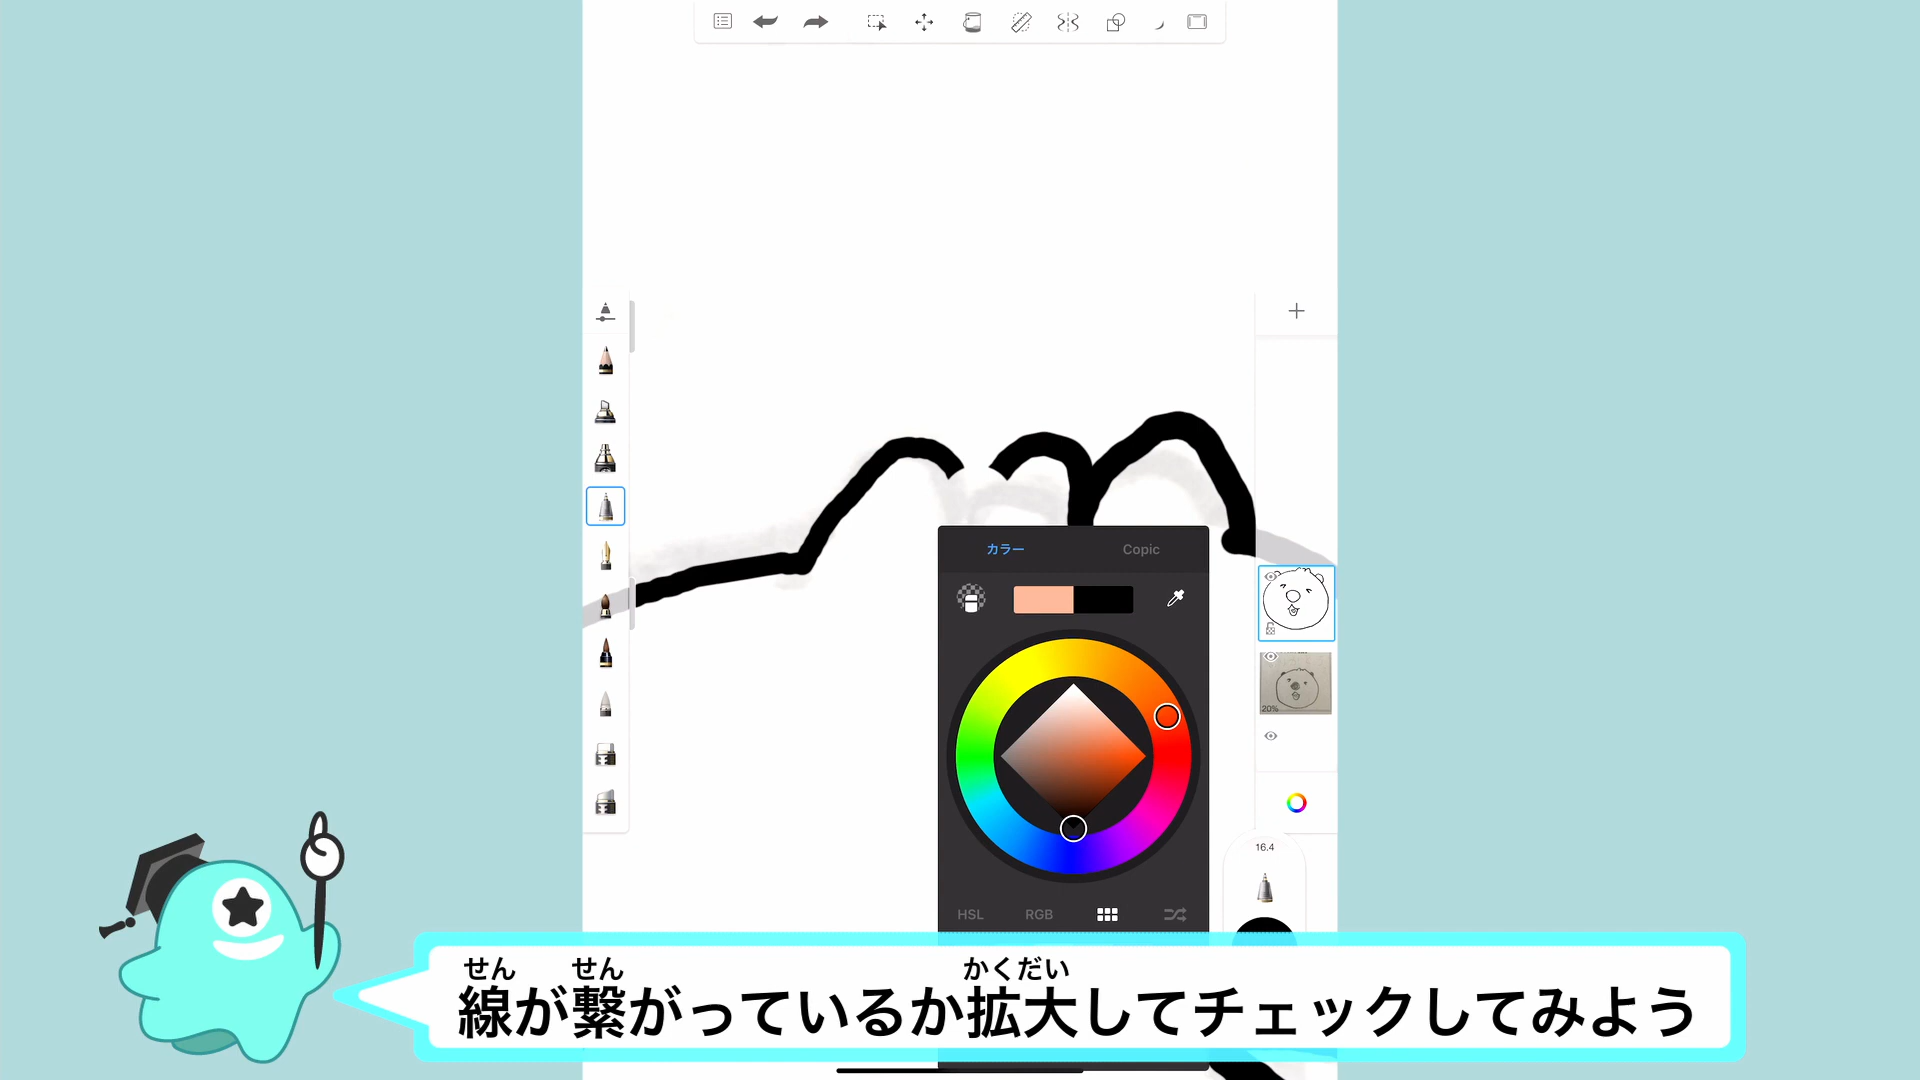 カラー
Copic
20%
16.4
HSL
RGB
せん せん かくだい
線が繋がっているか拡大してチェックしてみよう